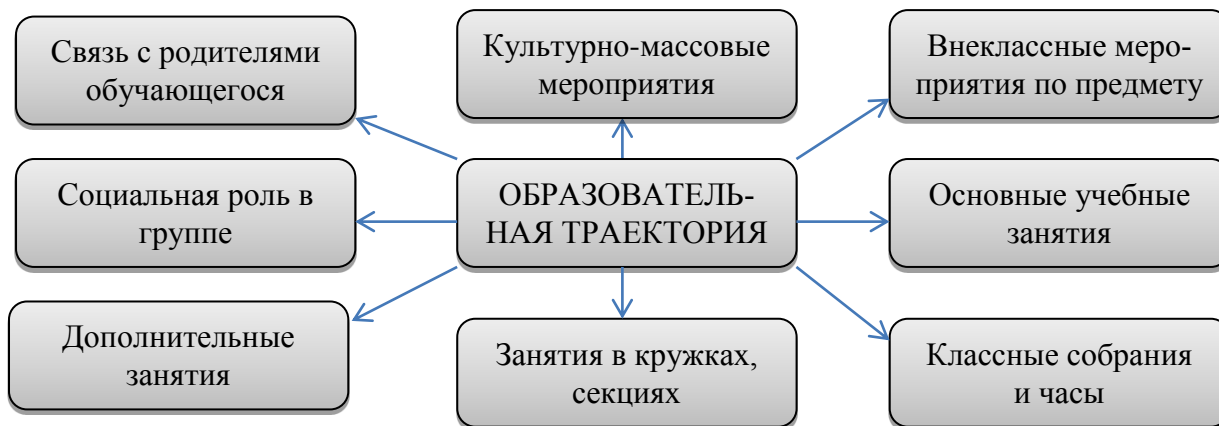 Связь с родителями
обучающегося
Культурно-массовые
мероприятия
Внеклассные меро-
приятия по предмету
Социальная роль в
группе
ОБРАЗОВАТЕЛЬ-
НАЯ ТРАЕКТОРИЯ
Основные учебные
занятия
Дополнительные
занятия
Занятия в кружках,
секциях
Классные собрания
и часы